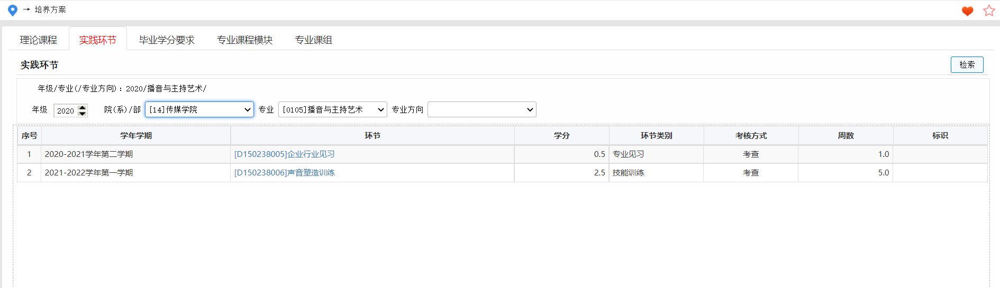 → 培养方案
理论课程 实践环节 毕业学分要求 专业课程模块 专业课组
实践环节 检索
年级/专业(/专业方向)：2020/播音与主持艺术/
年级 2020 院(系)/部 [14]传媒学院 专业 [0105]播音与主持艺术 专业方向
序号 学年学期 环节 学分 环节类别 考核方式 周数 标识
1 2020-2021学年第二学期 [D150238005]企业行业见习 0.5 专业见习 考查 1.0
2 2021-2022学年第一学期 [D150238006]声音塑造训练 2.5 技能训练 考查 5.0